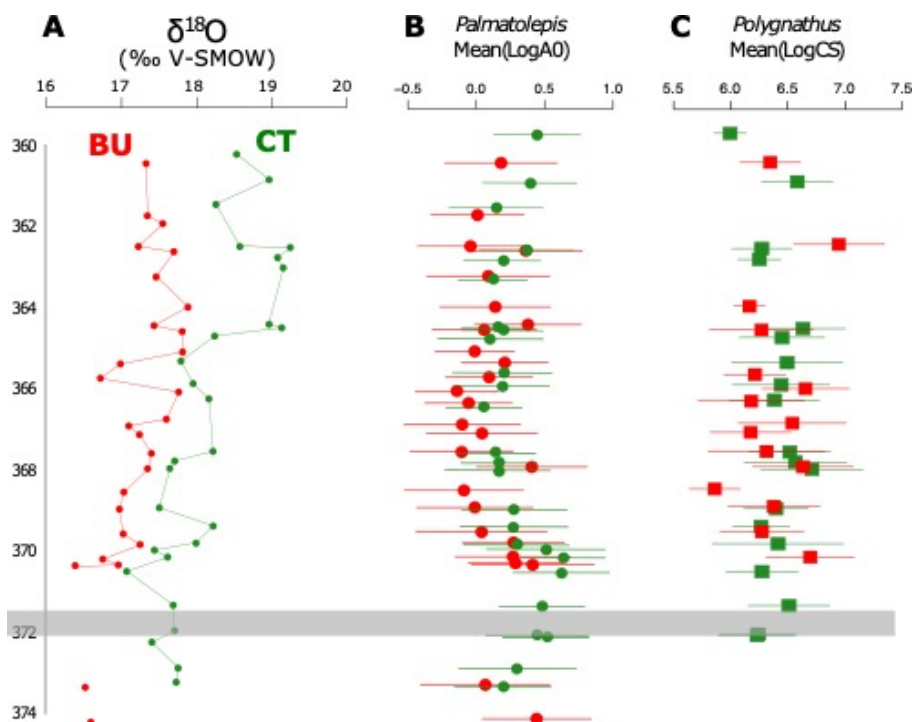 A
δ¹⁸O
(‰ V-SMOW)
16 17 18 19 20
BU
CT
360
362
364
366
368
370
372
374
B
Palmatolepis
Mean(LogA0)
−0.5 0.0 0.5 1.0
C
Polygnathus
Mean(LogCS)
5.5 6.5 7.0 7.5